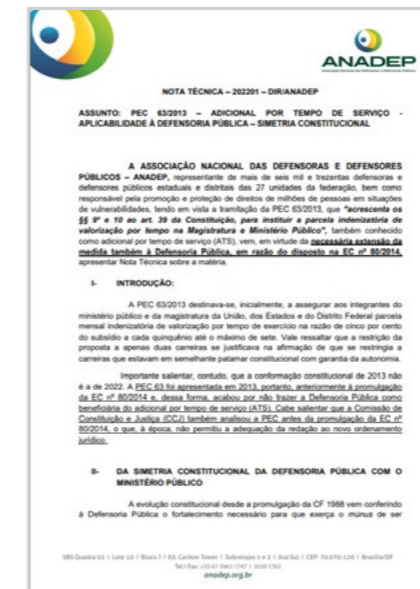 ANADEP
NOTA TÉCNICA – 202201 – DIR/ANADEP
ASSUNTO: PEC 63/2013 – ADICIONAL POR TEMPO DE SERVIÇO -
APLICABILIDADE À DEFENSORIA PÚBLICA – SIMETRIA CONSTITUCIONAL
A ASSOCIAÇÃO NACIONAL DAS DEFENSORAS E DEFENSORES
PÚBLICOS – ANADEP, representante de mais de seis mil e trezentas defensoras e
defensores públicos estaduais e distritais das 27 unidades da federação, bem como
responsável pela promoção e proteção de direitos de milhões de pessoas em situações
de vulnerabilidades, tendo em vista a tramitação da PEC 63/2013, que "acrescenta os
§§ 9º e 10 ao art. 39 da Constituição, para instituir a parcela indenizatória de
valorização por tempo na Magistratura e Ministério Público", também conhecido
como adicional por tempo de serviço (ATS), vem, em virtude da necessária extensão da
medida também à Defensoria Pública, em razão do disposto na EC nº 80/2014,
apresentar Nota Técnica sobre a matéria.
I- INTRODUÇÃO:
A PEC 63/2013 destinava-se, inicialmente, a assegurar aos integrantes do
ministério público e da magistratura da União, dos Estados e do Distrito Federal parcela
mensal indenizatória de valorização por tempo de exercício na razão de cinco por cento
do subsídio a cada quinquênio até o máximo de sete. Vale ressaltar que a restrição da
proposta a apenas duas carreiras se justificava na afirmação de que se restringia a
carreiras que estavam em semelhante patamar constitucional com garantia da autonomia.
Importante salientar, contudo, que a conformação constitucional de 2013 não
é a de 2022. A PEC 63 foi apresentada em 2013, portanto, anteriormente à promulgação
da EC nº 80/2014 e, dessa forma, acabou por não trazer a Defensoria Pública como
beneficiária do adicional por tempo de serviço (ATS). Cabe salientar que a Comissão de
Constituição e Justiça (CCJ) também analisou a PEC antes da promulgação da EC nº
80/2014, o que, à época, não permitiu a adequação da redação ao novo ordenamento
jurídico.
II- DA SIMETRIA CONSTITUCIONAL DA DEFENSORIA PÚBLICA COM O
MINISTÉRIO PÚBLICO
A evolução constitucional desde a promulgação da CF 1988 vem conferindo
à Defensoria Pública o fortalecimento necessário para que exerça o múnus de ser
anadep.org.br